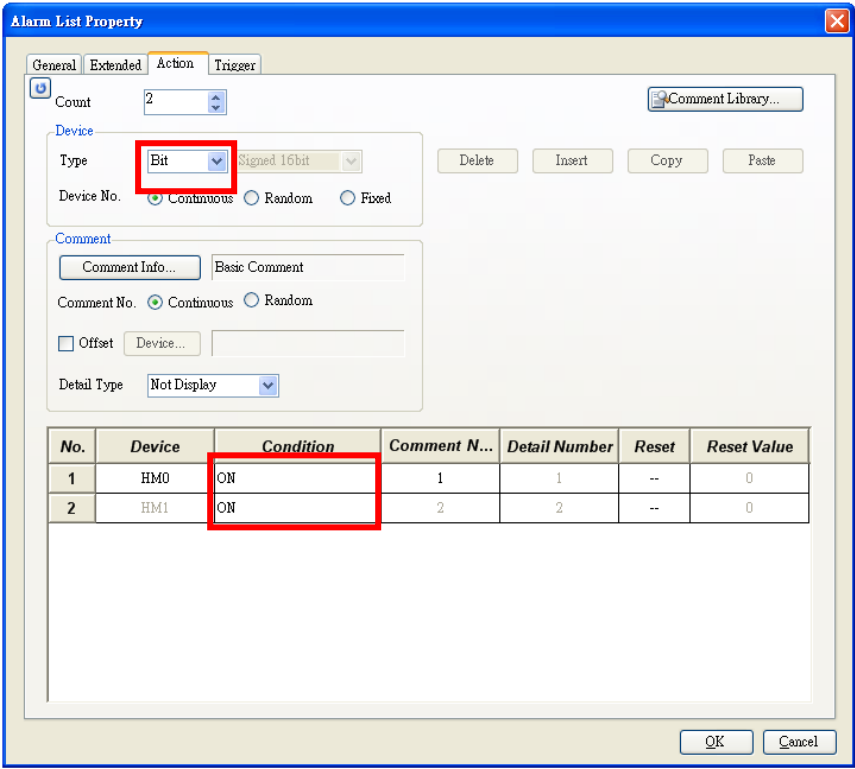 Alarm List Property
General Extended Action Trigger
Count 2 Comment Library...
Device
Type Bit Signed 16bit Delete Insert Copy Paste
Device No. Continuous Random Fixed
Comment
Comment Info... Basic Comment
Comment No. Continuous Random
Offset Device...
Detail Type Not Display
No. Device Condition Comment N... Detail Number Reset Reset Value
1 HM0 ON 1 1 -- 0
2 HM1 ON 2 2 -- 0
OK Cancel